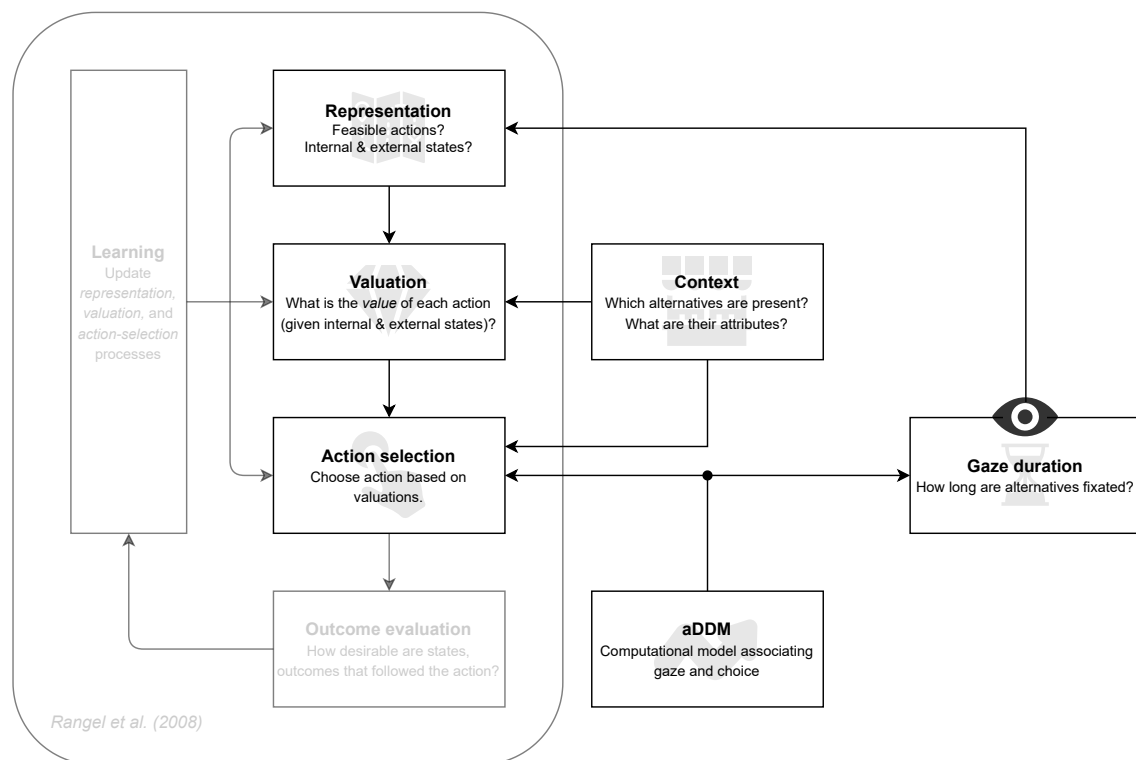 Representation
Feasible actions?
Internal & external states?
Learning
Update
representation,
valuation, and
action-selection
processes
Valuation
What is the value of each action
(given internal & external states)?
Context
Which alternatives are present?
What are their attributes?
Action selection
Choose action based on
valuations.
Gaze duration
How long are alternatives fixated?
Outcome evaluation
How desirable are states,
outcomes that followed the action?
aDDM
Computational model associating
gaze and choice
Rangel et al. (2008)